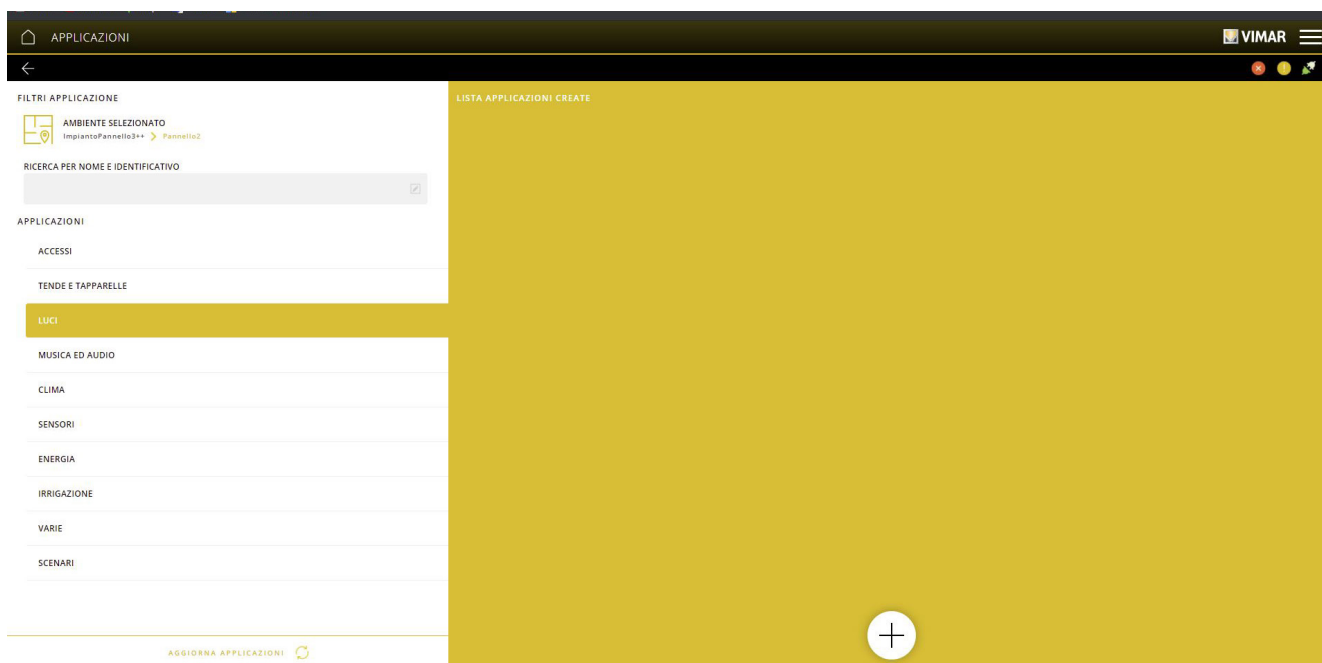 APPLICAZIONI
VIMAR
FILTRI APPLICAZIONE
LISTA APPLICAZIONI CREATE
AMBIENTE SELEZIONATO
ImpiantoPannello3++ > Pannello2
RICERCA PER NOME E IDENTIFICATIVO
APPLICAZIONI
ACCESSI
TENDE E TAPPARELLE
LUCI
MUSICA ED AUDIO
CLIMA
SENSORI
ENERGIA
IRRIGAZIONE
VARIE
SCENARI
AGGIORNA APPLICAZIONI